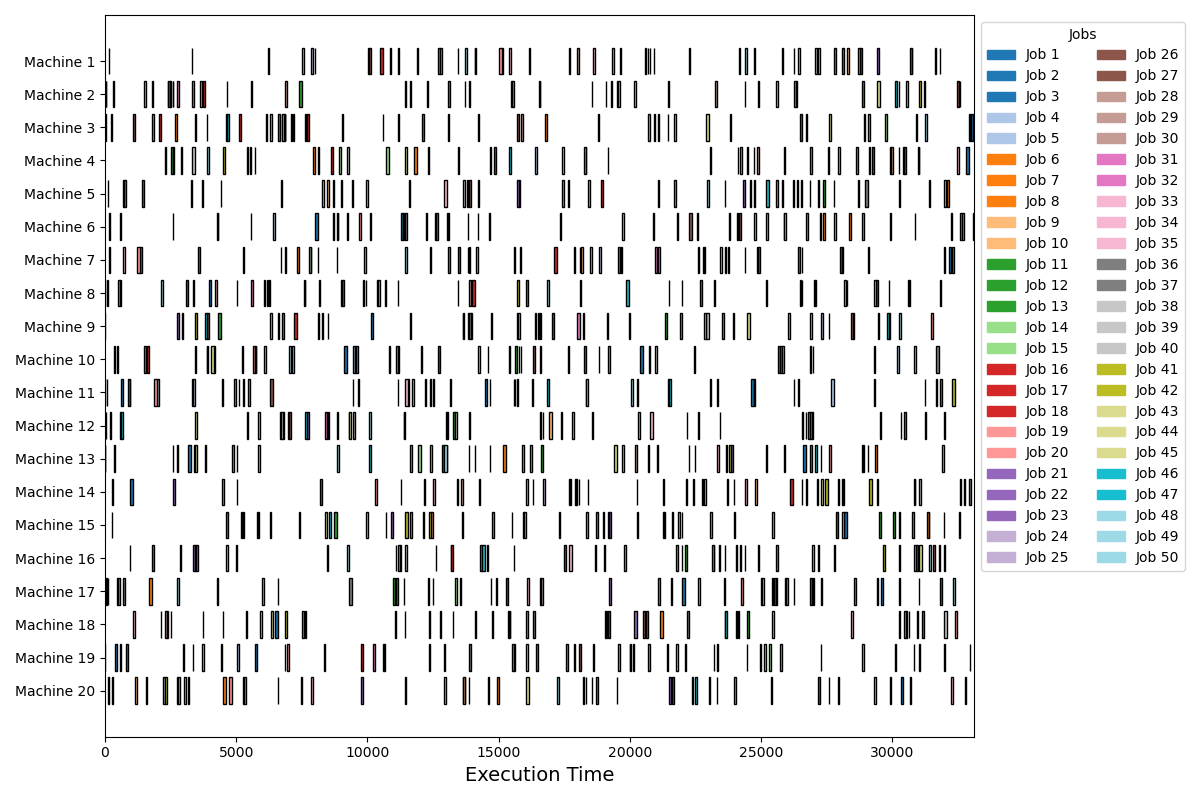 Machine 1
Machine 2
Machine 3
Machine 4
Machine 5
Machine 6
Machine 7
Machine 8
Machine 9
Machine 10
Machine 11
Machine 12
Machine 13
Machine 14
Machine 15
Machine 16
Machine 17
Machine 18
Machine 19
Machine 20
0 5000 10000 15000 20000 25000 30000
Execution Time
Jobs
Job 1
Job 2
Job 3
Job 4
Job 5
Job 6
Job 7
Job 8
Job 9
Job 10
Job 11
Job 12
Job 13
Job 14
Job 15
Job 16
Job 17
Job 18
Job 19
Job 20
Job 21
Job 22
Job 23
Job 24
Job 25
Job 26
Job 27
Job 28
Job 29
Job 30
Job 31
Job 32
Job 33
Job 34
Job 35
Job 36
Job 37
Job 38
Job 39
Job 40
Job 41
Job 42
Job 43
Job 44
Job 45
Job 46
Job 47
Job 48
Job 49
Job 50